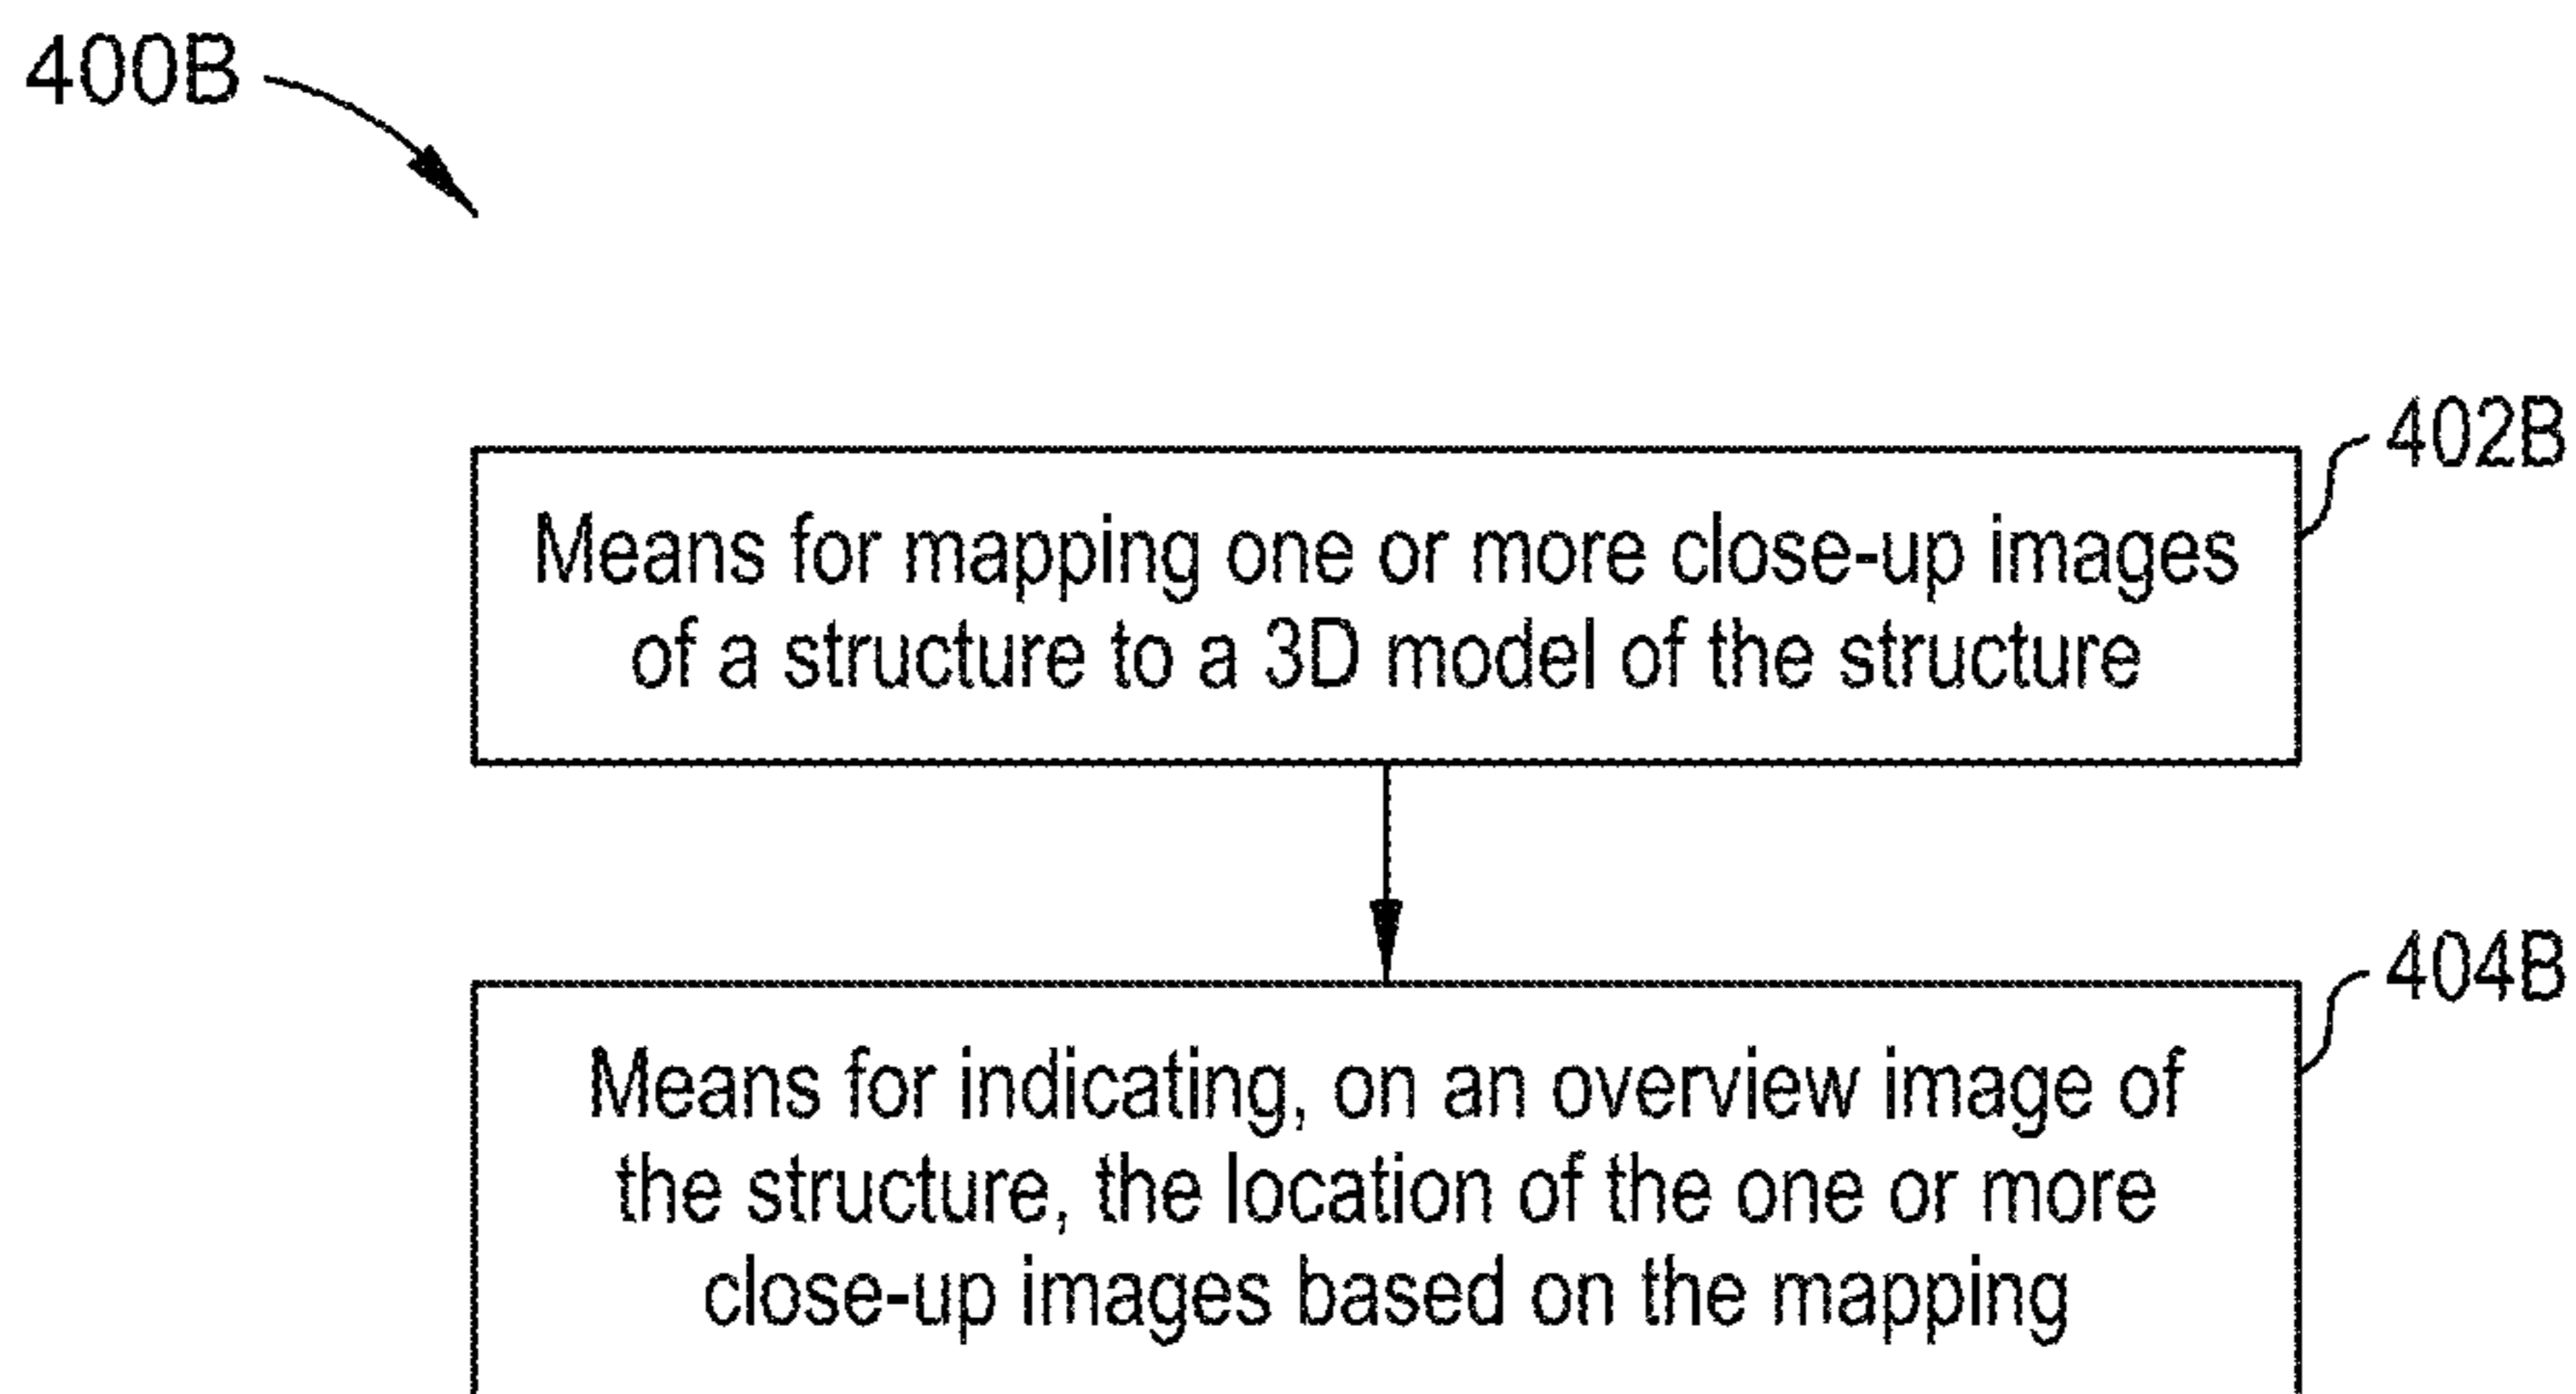 400B
402B
Means for mapping one or more close-up images
of a structure to a 3D model of the structure
404B
Means for indicating, on an overview image of
the structure, the location of the one or more
close-up images based on the mapping